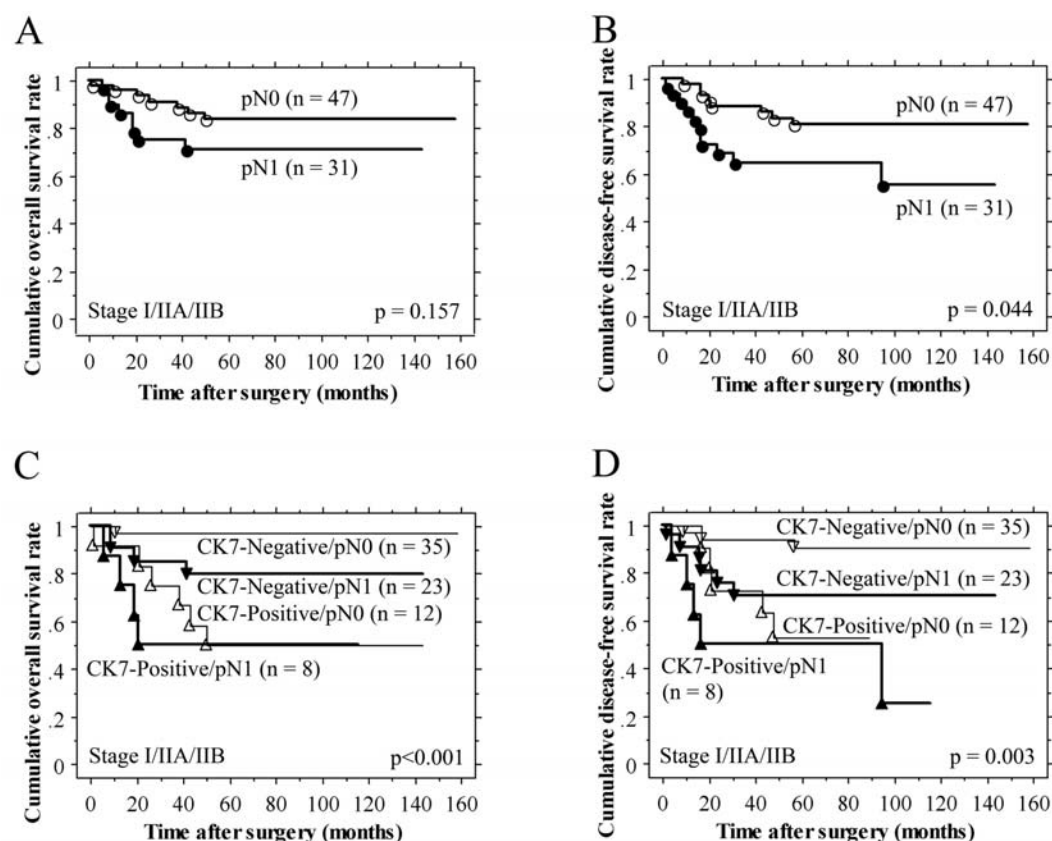 A
Cumulative overall survival rate
1
.8
.6
.4
.2
0
pN0 (n = 47)
pN1 (n = 31)
Stage I/IIA/IIB
p = 0.157
0 20 40 60 80 100 120 140 160
Time after surgery (months)
B
Cumulative disease-free survival rate
1
.8
.6
.4
.2
0
pN0 (n = 47)
pN1 (n = 31)
Stage I/IIA/IIB
p = 0.044
0 20 40 60 80 100 120 140 160
Time after surgery (months)
C
Cumulative overall survival rate
1
.8
.6
.4
.2
0
CK7-Negative/pN0 (n = 35)
CK7-Negative/pN1 (n = 23)
CK7-Positive/pN0 (n = 12)
CK7-Positive/pN1 (n = 8)
Stage I/IIA/IIB
p<0.001
0 20 40 60 80 100 120 140 160
Time after surgery (months)
D
Cumulative disease-free survival rate
1
.8
.6
.4
.2
0
CK7-Negative/pN0 (n = 35)
CK7-Negative/pN1 (n = 23)
CK7-Positive/pN0 (n = 12)
CK7-Positive/pN1
(n = 8)
Stage I/IIA/IIB
p = 0.003
0 20 40 60 80 100 120 140 160
Time after surgery (months)